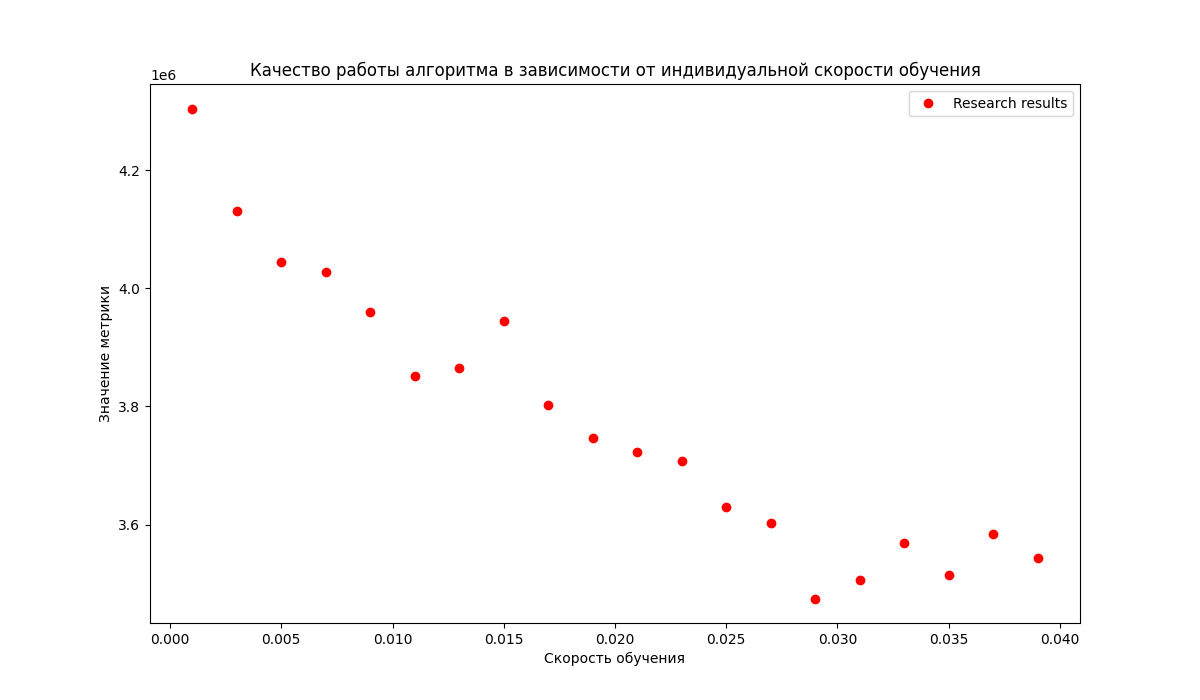 Качество работы алгоритма в зависимости от индивидуальной скорости обучения
1e6
Research results
4.2
4.0
3.8
3.6
Значение метрики
0.000 0.005 0.010 0.015 0.020 0.025 0.030 0.035 0.040
Скорость обучения